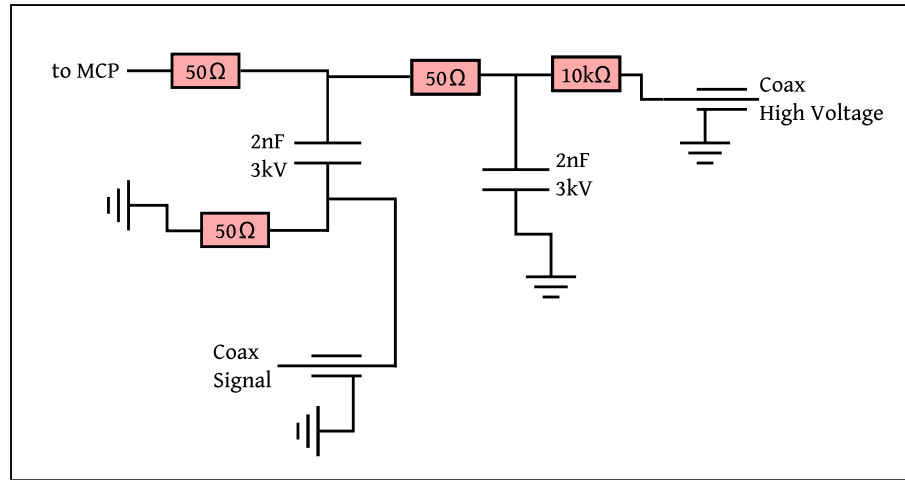 to MCP
50Ω
50Ω
10kΩ
Coax
High Voltage
2nF
3kV
2nF
3kV
50Ω
Coax
Signal